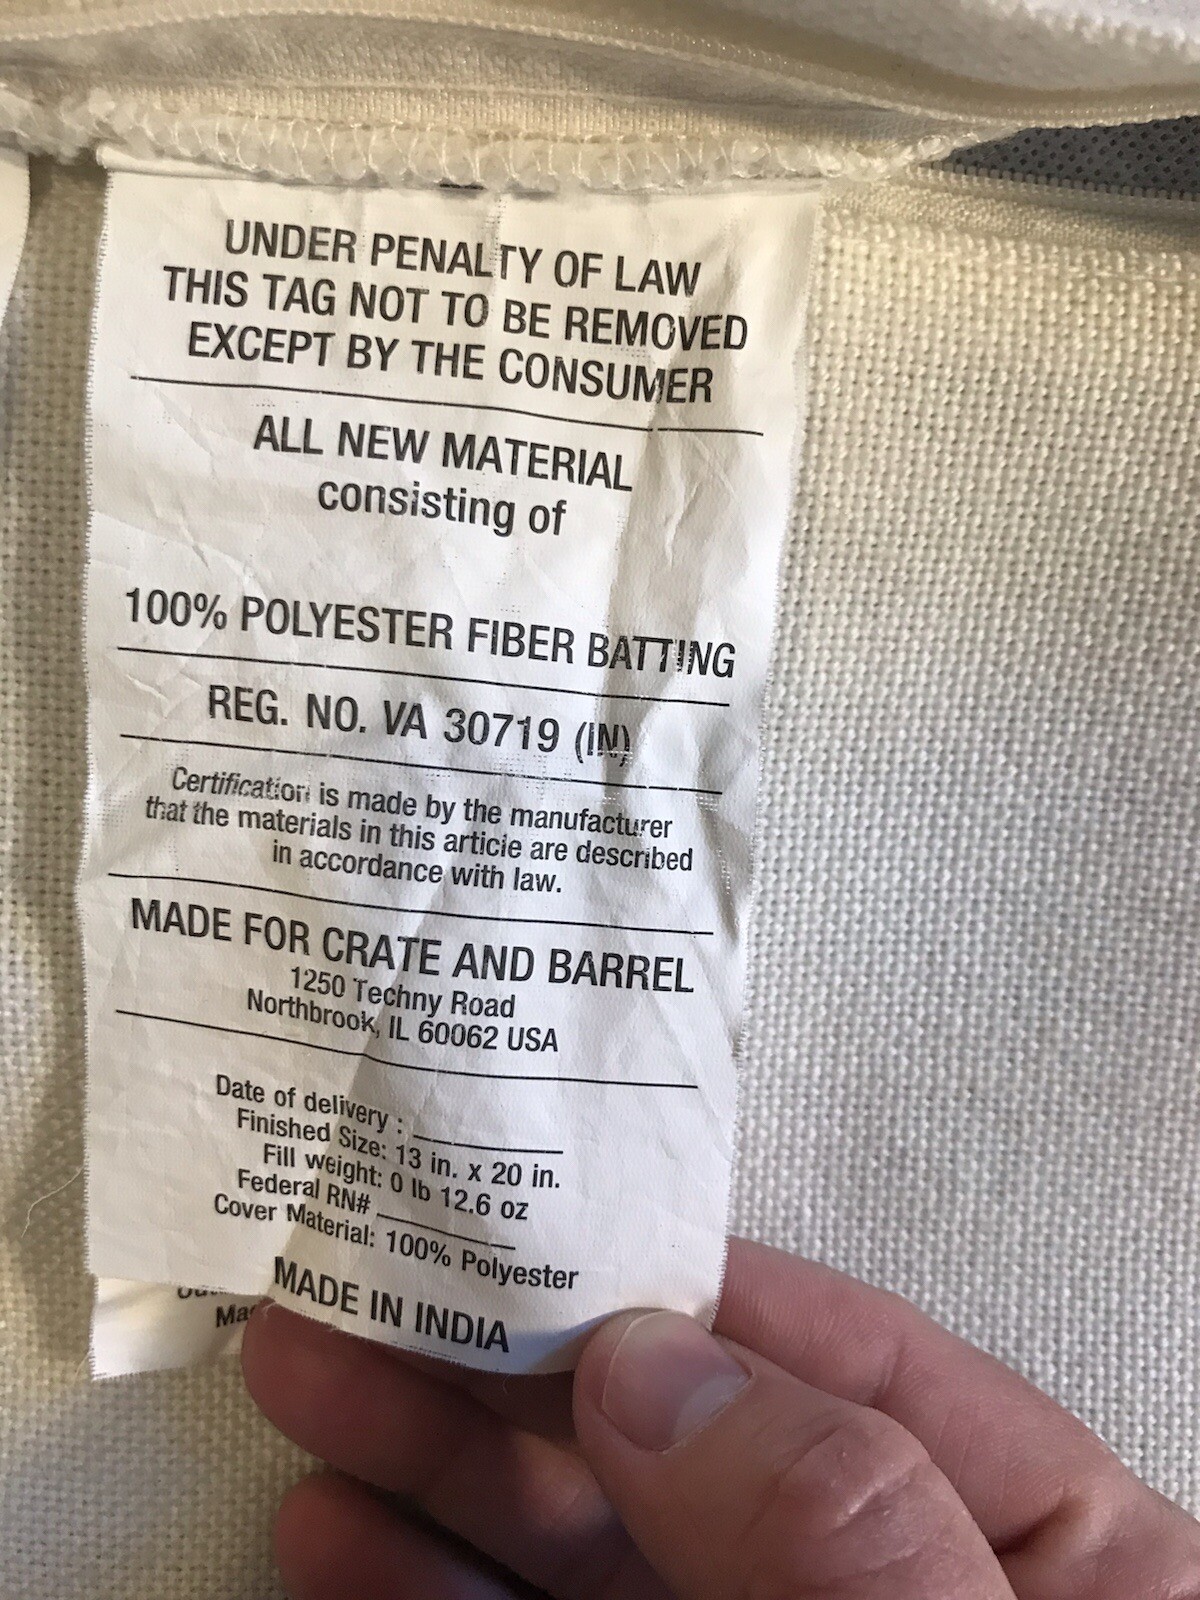 UNDER PENALTY OF LAW
THIS TAG NOT TO BE REMOVED
EXCEPT BY THE CONSUMER
ALL NEW MATERIAL
consisting of
100% POLYESTER FIBER BATTING
REG. NO. VA 30719 (IN)
Certification is made by the manufacturer
that the materials in this article are described
in accordance with law.
MADE FOR CRATE AND BARREL
1250 Techny Road
Northbrook, IL 60062 USA
Date of delivery :
Finished Size: 13 in. x 20 in.
Fill weight: 0 lb 12.6 oz
Federal RN#
Cover Material: 100% Polyester
MADE IN INDIA